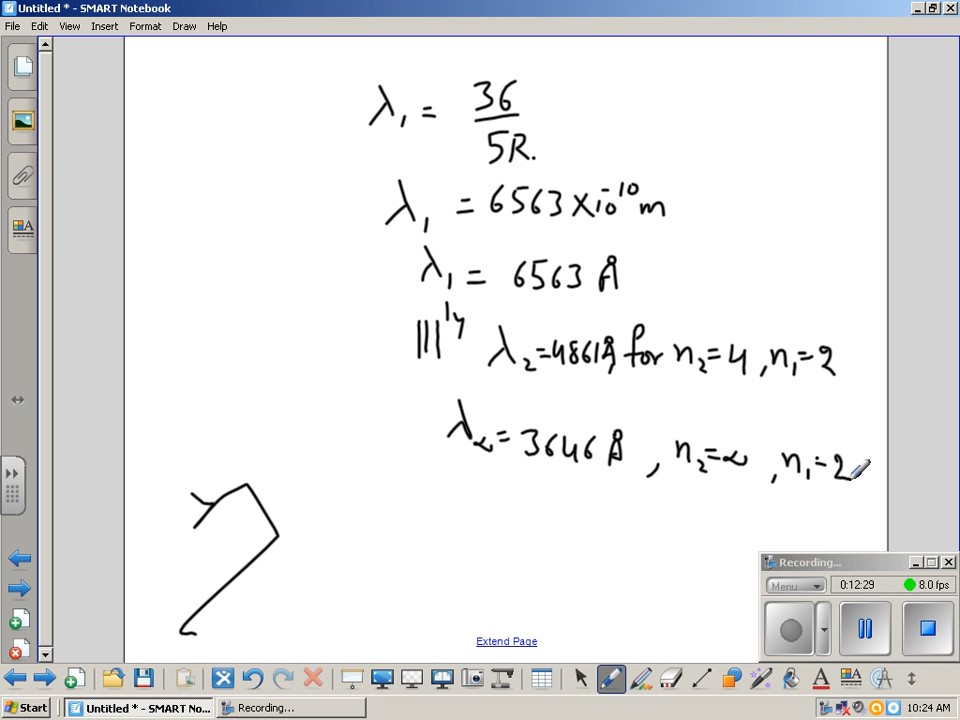 Untitled * - SMART Notebook
File Edit View Insert Format Draw Help
λ₁ = 36
5R.
λ₁ = 6563 × 10⁻¹⁰ m
λ₁ = 6563 Å
|||ˡʸ λ₂ = 4861Å for n₂ = 4 , n₁ = 2
λ∝ = 3646 Å , n₂ = ∝ , n₁ = 2
Extend Page
Recording...
Menu 0:12:29 8.0 fps
Start Untitled * - SMART No... Recording... 10:24 AM